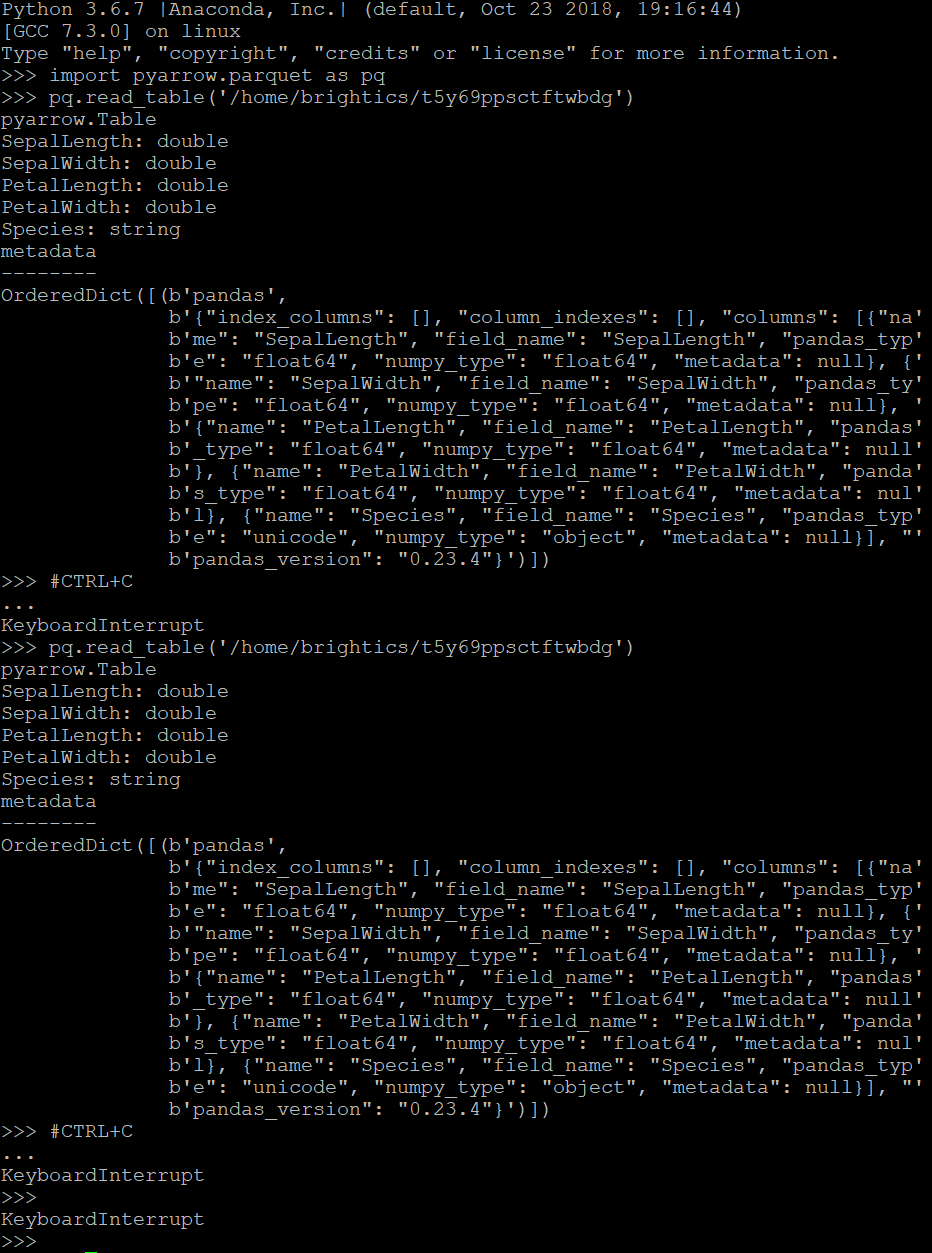 Python 3.6.7 |Anaconda, Inc.| (default, Oct 23 2018, 19:16:44)
[GCC 7.3.0] on linux
Type "help", "copyright", "credits" or "license" for more information.
>>> import pyarrow.parquet as pq
>>> pq.read_table('/home/brightics/t5y69ppsctftwbdg')
pyarrow.Table
SepalLength: double
SepalWidth: double
PetalLength: double
PetalWidth: double
Species: string
metadata
--------
OrderedDict([(b'pandas',
              b'{"index_columns": [], "column_indexes": [], "columns": [{"na'
              b'me": "SepalLength", "field_name": "SepalLength", "pandas_typ'
              b'e": "float64", "numpy_type": "float64", "metadata": null}, {'
              b'"name": "SepalWidth", "field_name": "SepalWidth", "pandas_ty'
              b'pe": "float64", "numpy_type": "float64", "metadata": null}, '
              b'{"name": "PetalLength", "field_name": "PetalLength", "pandas'
              b'_type": "float64", "numpy_type": "float64", "metadata": null'
              b'}, {"name": "PetalWidth", "field_name": "PetalWidth", "panda'
              b's_type": "float64", "numpy_type": "float64", "metadata": nul'
              b'l}, {"name": "Species", "field_name": "Species", "pandas_typ'
              b'e": "unicode", "numpy_type": "object", "metadata": null}], "'
              b'pandas_version": "0.23.4"}')])
>>> #CTRL+C
...
KeyboardInterrupt
>>> pq.read_table('/home/brightics/t5y69ppsctftwbdg')
pyarrow.Table
SepalLength: double
SepalWidth: double
PetalLength: double
PetalWidth: double
Species: string
metadata
--------
OrderedDict([(b'pandas',
              b'{"index_columns": [], "column_indexes": [], "columns": [{"na'
              b'me": "SepalLength", "field_name": "SepalLength", "pandas_typ'
              b'e": "float64", "numpy_type": "float64", "metadata": null}, {'
              b'"name": "SepalWidth", "field_name": "SepalWidth", "pandas_ty'
              b'pe": "float64", "numpy_type": "float64", "metadata": null}, '
              b'{"name": "PetalLength", "field_name": "PetalLength", "pandas'
              b'_type": "float64", "numpy_type": "float64", "metadata": null'
              b'}, {"name": "PetalWidth", "field_name": "PetalWidth", "panda'
              b's_type": "float64", "numpy_type": "float64", "metadata": nul'
              b'l}, {"name": "Species", "field_name": "Species", "pandas_typ'
              b'e": "unicode", "numpy_type": "object", "metadata": null}], "'
              b'pandas_version": "0.23.4"}')])
>>> #CTRL+C
...
KeyboardInterrupt
>>>
KeyboardInterrupt
>>>